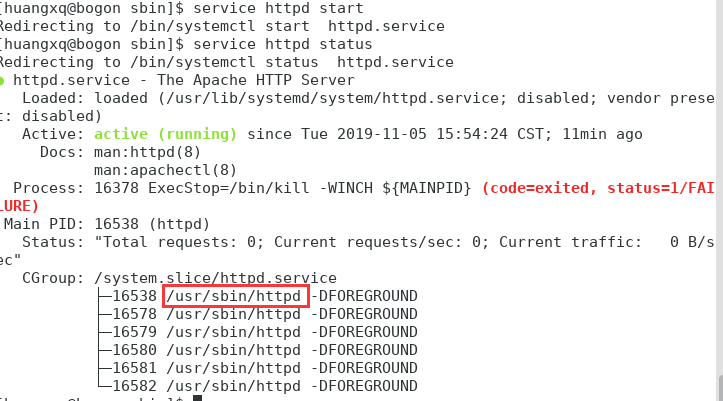 [huangxq@bogon sbin]$ service httpd start
Redirecting to /bin/systemctl start  httpd.service
[huangxq@bogon sbin]$ service httpd status
Redirecting to /bin/systemctl status  httpd.service
● httpd.service - The Apache HTTP Server
   Loaded: loaded (/usr/lib/systemd/system/httpd.service; disabled; vendor prese
t: disabled)
   Active: active (running) since Tue 2019-11-05 15:54:24 CST; 11min ago
     Docs: man:httpd(8)
           man:apachectl(8)
  Process: 16378 ExecStop=/bin/kill -WINCH ${MAINPID} (code=exited, status=1/FAI
LURE)
 Main PID: 16538 (httpd)
   Status: "Total requests: 0; Current requests/sec: 0; Current traffic:   0 B/s
ec"
   CGroup: /system.slice/httpd.service
           ├─16538 /usr/sbin/httpd -DFOREGROUND
           ├─16578 /usr/sbin/httpd -DFOREGROUND
           ├─16579 /usr/sbin/httpd -DFOREGROUND
           ├─16580 /usr/sbin/httpd -DFOREGROUND
           ├─16581 /usr/sbin/httpd -DFOREGROUND
           └─16582 /usr/sbin/httpd -DFOREGROUND